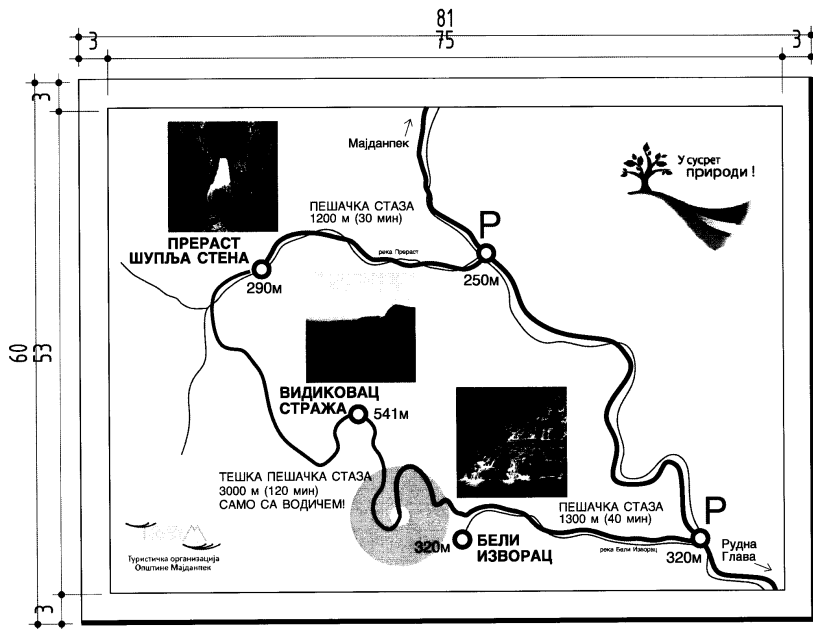 81
3
75
3
3
60
53
3
Мајданпек
У сусрет
природи !
ПЕШАЧКА СТАЗА
1200 м (30 мин)
P
ПРЕРАСТ
ШУПЉА СТЕНА
река Прераст
290м
250м
ВИДИКОВАЦ
СТРАЖА
541м
ТЕШКА ПЕШАЧКА СТАЗА
3000 м (120 мин)
САМО СА ВОДИЧЕМ!
ПЕШАЧКА СТАЗА
1300 м (40 мин)
P
320м
БЕЛИ
ИЗВОРАЦ
река Бели Изворац
320м
Рудна
Глава
Туристичка организација
Општине Мајданпек